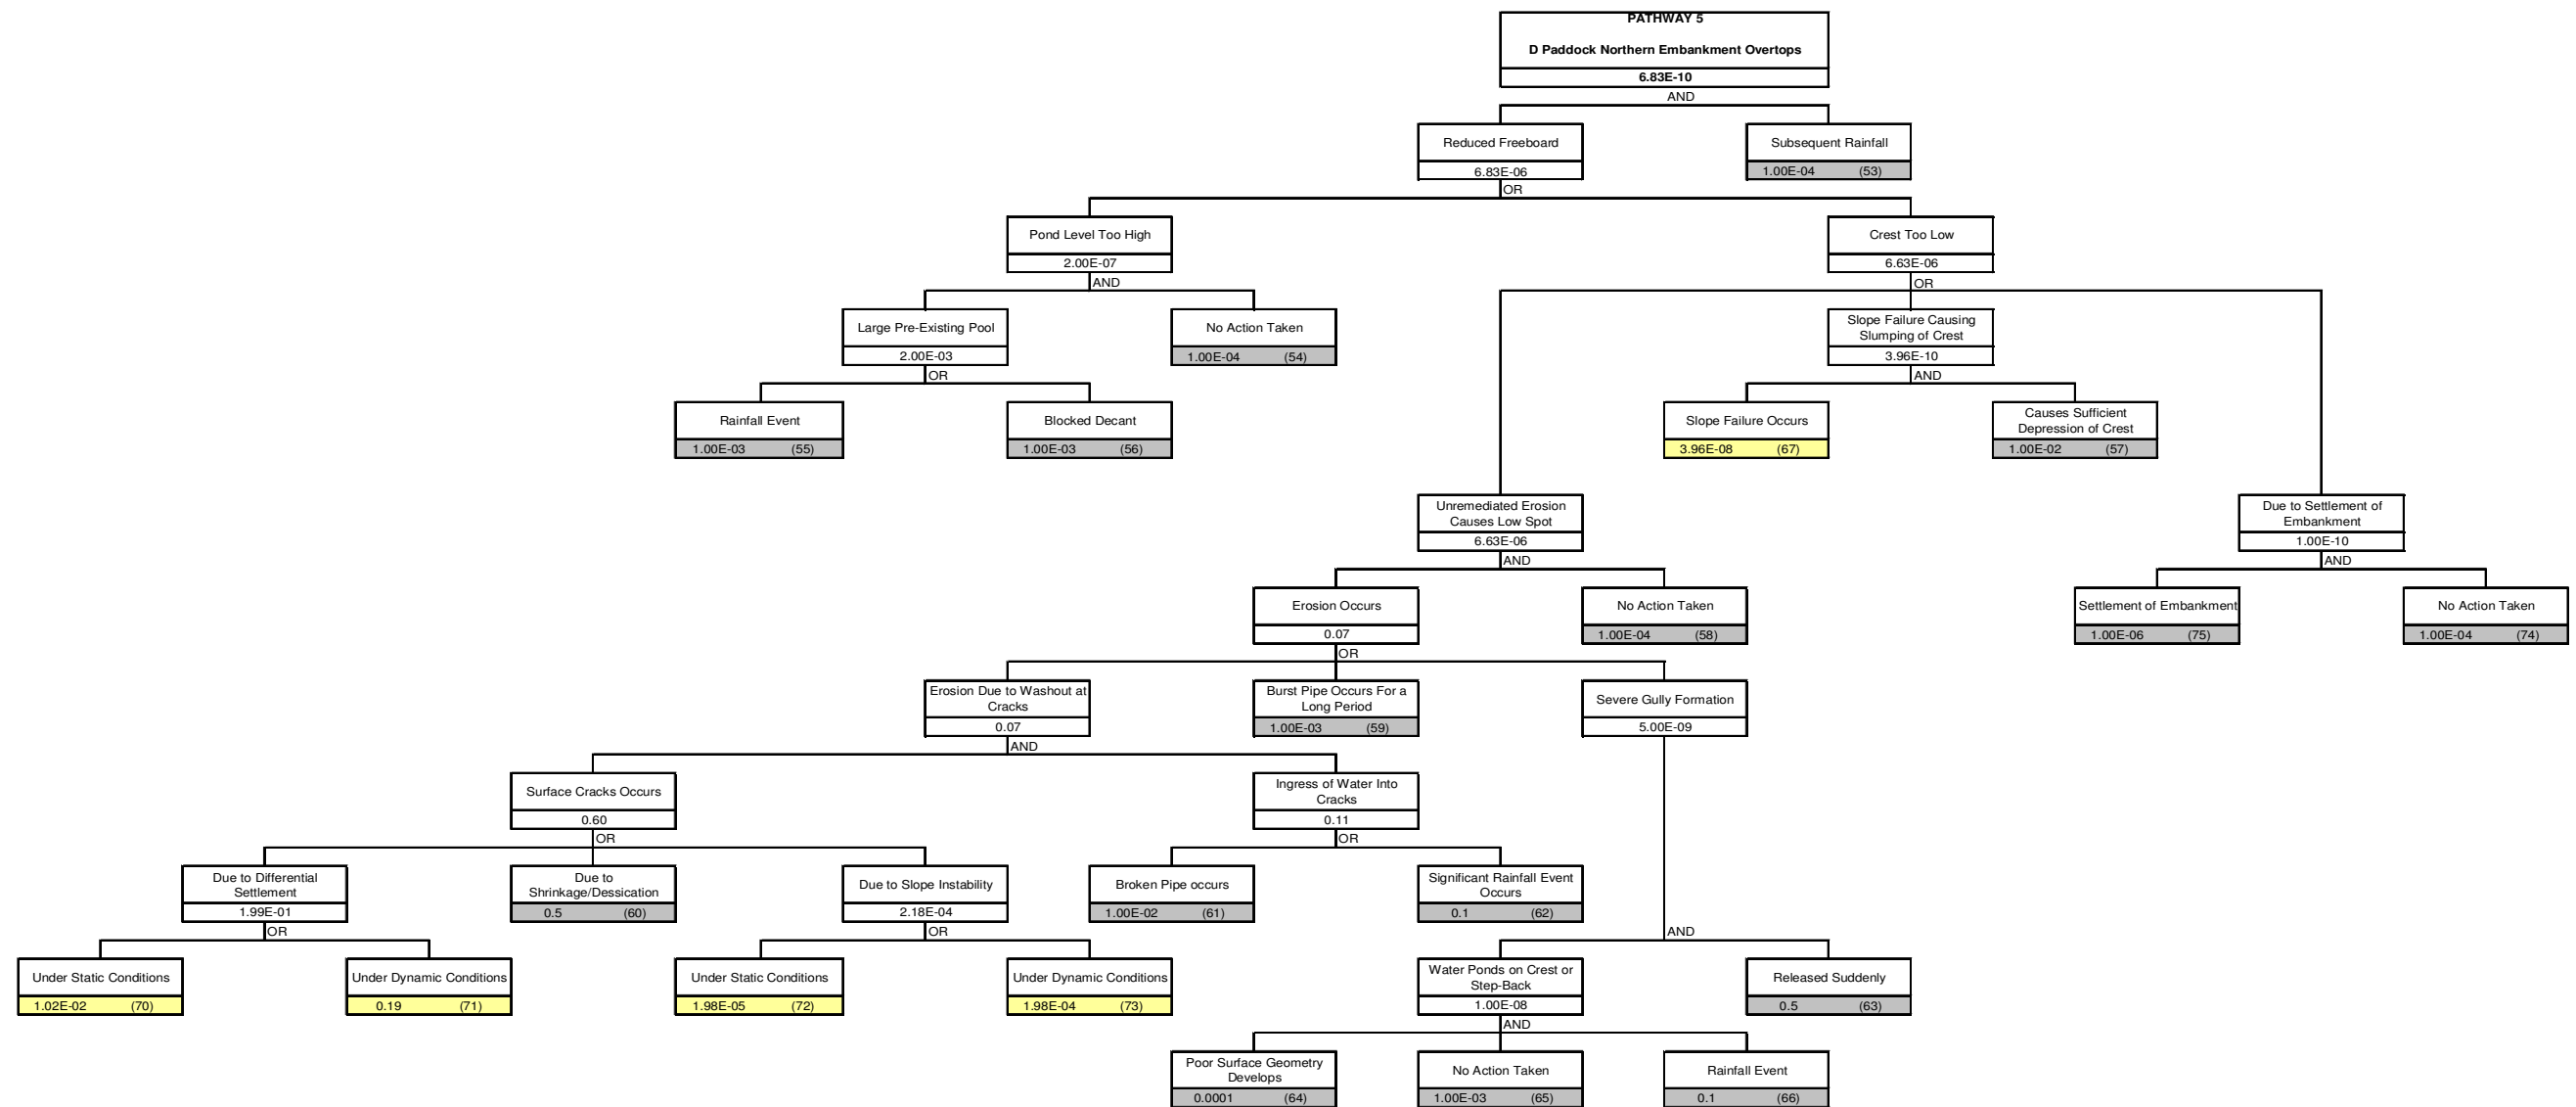 PATHWAY 5
D Paddock Northern Embankment Overtops
6.83E-10
AND
Reduced Freeboard
6.83E-06
Subsequent Rainfall
1.00E-04 (53)
OR
Pond Level Too High
2.00E-07
Crest Too Low
6.63E-06
AND
OR
Large Pre-Existing Pool
2.00E-03
No Action Taken
1.00E-04 (54)
Slope Failure Causing
Slumping of Crest
3.96E-10
OR
AND
Rainfall Event
1.00E-03 (55)
Blocked Decant
1.00E-03 (56)
Slope Failure Occurs
3.96E-08 (67)
Causes Sufficient
Depression of Crest
1.00E-02 (57)
Unremediated Erosion
Causes Low Spot
6.63E-06
Due to Settlement of
Embankment
1.00E-10
AND
AND
Erosion Occurs
0.07
No Action Taken
1.00E-04 (58)
Settlement of Embankment
1.00E-06 (75)
No Action Taken
1.00E-04 (74)
OR
Erosion Due to Washout at
Cracks
0.07
Burst Pipe Occurs For a
Long Period
1.00E-03 (59)
Severe Gully Formation
5.00E-09
AND
Surface Cracks Occurs
0.60
Ingress of Water Into
Cracks
0.11
OR
OR
Due to Differential
Settlement
1.99E-01
Due to
Shrinkage/Dessication
0.5 (60)
Due to Slope Instability
2.18E-04
Broken Pipe occurs
1.00E-02 (61)
Significant Rainfall Event
Occurs
0.1 (62)
OR
OR
AND
Under Static Conditions
1.02E-02 (70)
Under Dynamic Conditions
0.19 (71)
Under Static Conditions
1.98E-05 (72)
Under Dynamic Conditions
1.98E-04 (73)
Water Ponds on Crest or
Step-Back
1.00E-08
Released Suddenly
0.5 (63)
AND
Poor Surface Geometry
Develops
0.0001 (64)
No Action Taken
1.00E-03 (65)
Rainfall Event
0.1 (66)